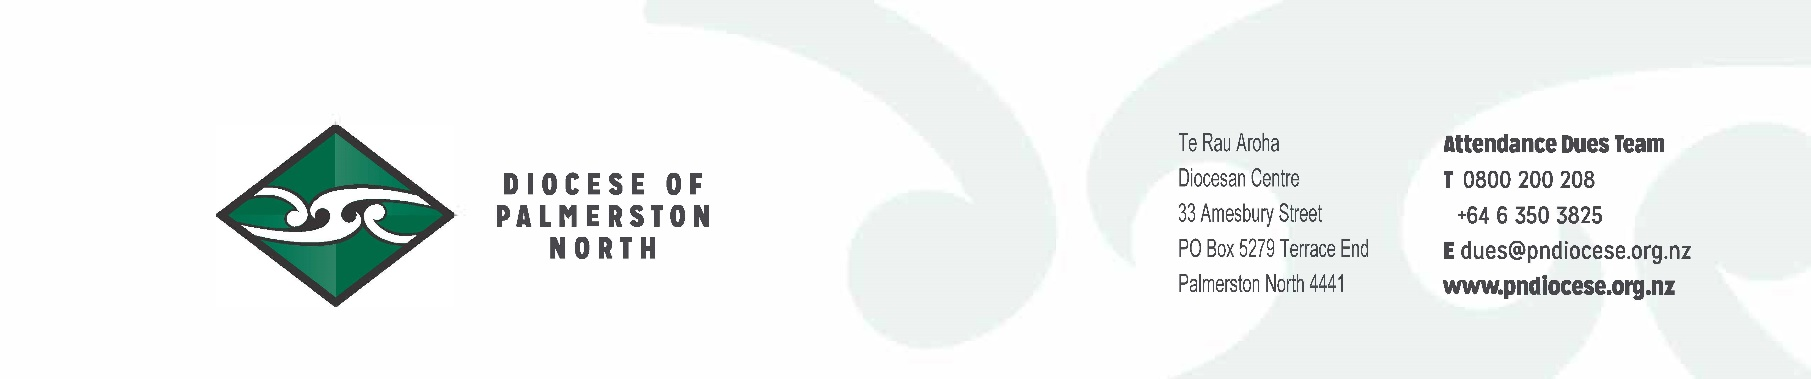 DIOCESE OF
PALMERSTON
NORTH
Te Rau Aroha
Diocesan Centre
33 Amesbury Street
PO Box 5279 Terrace End
Palmerston North 4441
Attendance Dues Team
T 0800 200 208
+64 6 350 3825
E dues@pndiocese.org.nz
www.pndiocese.org.nz